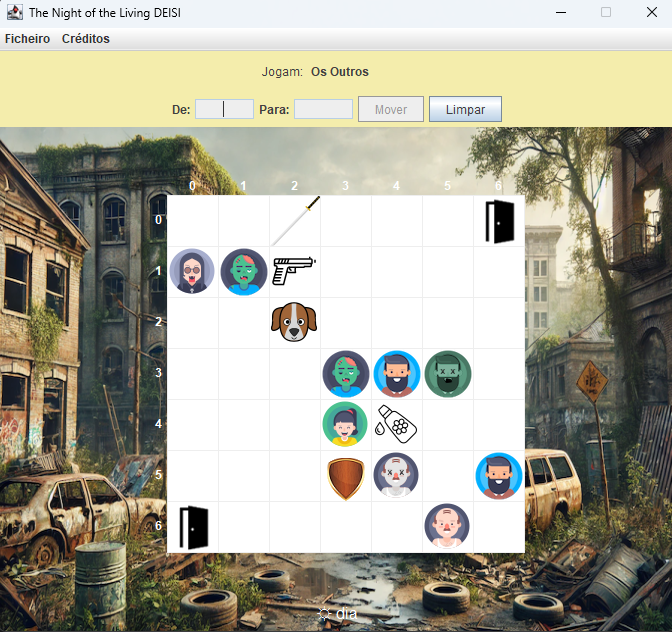 The Night of the Living DEISI
Ficheiro Créditos
Jogam: Os Outros
De: Para: Mover Limpar
0 1 2 3 4 5 6
0
1
2
3
4
5
6
dia